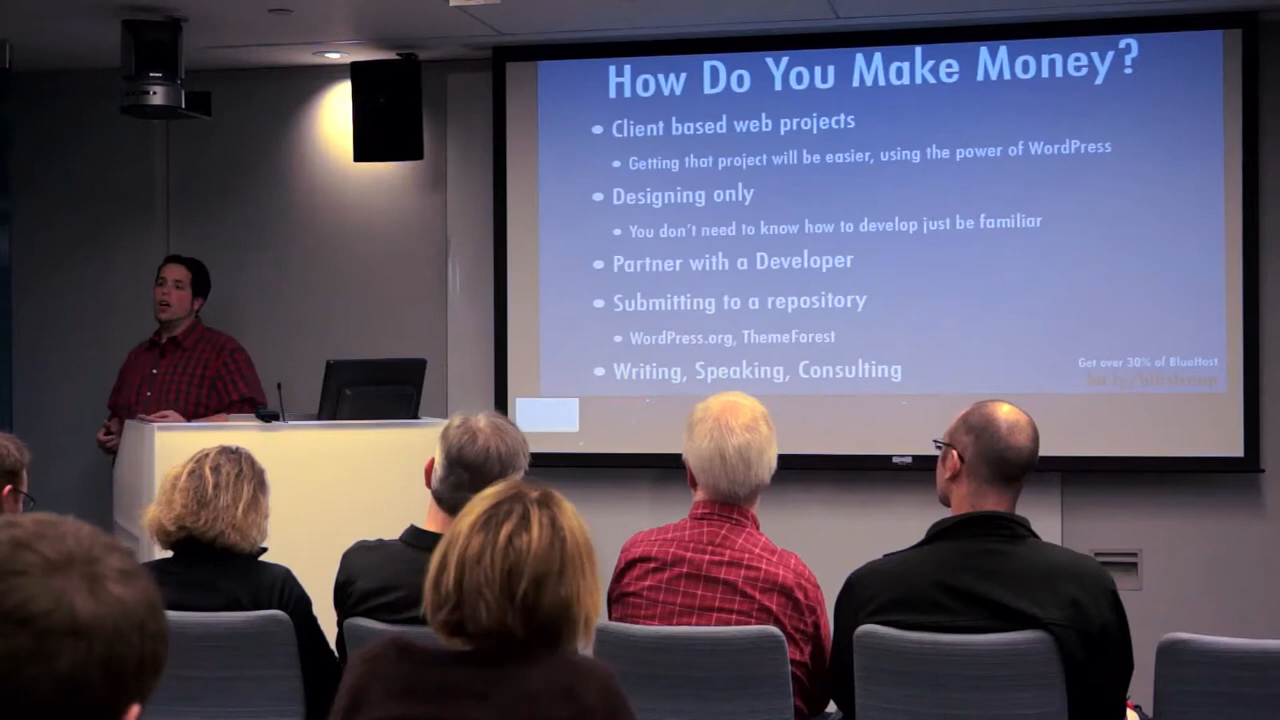 How Do You Make Money?
• Client based web projects
• Getting that project will be easier, using the power of WordPress
• Designing only
• You don't need to know how to develop just be familiar
• Partner with a Developer
• Submitting to a repository
• WordPress.org, ThemeForest
• Writing, Speaking, Consulting
Get over 30% of BlueHost